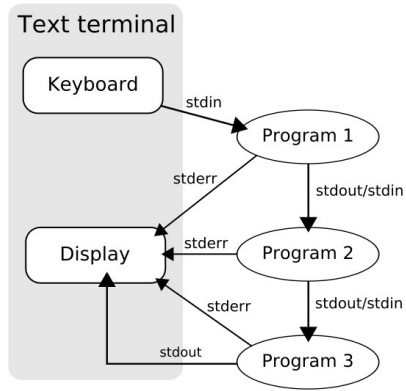 Text terminal
Keyboard
stdin
Program 1
stderr
stdout/stdin
Display
stderr
Program 2
stdout/stdin
stderr
stdout
Program 3